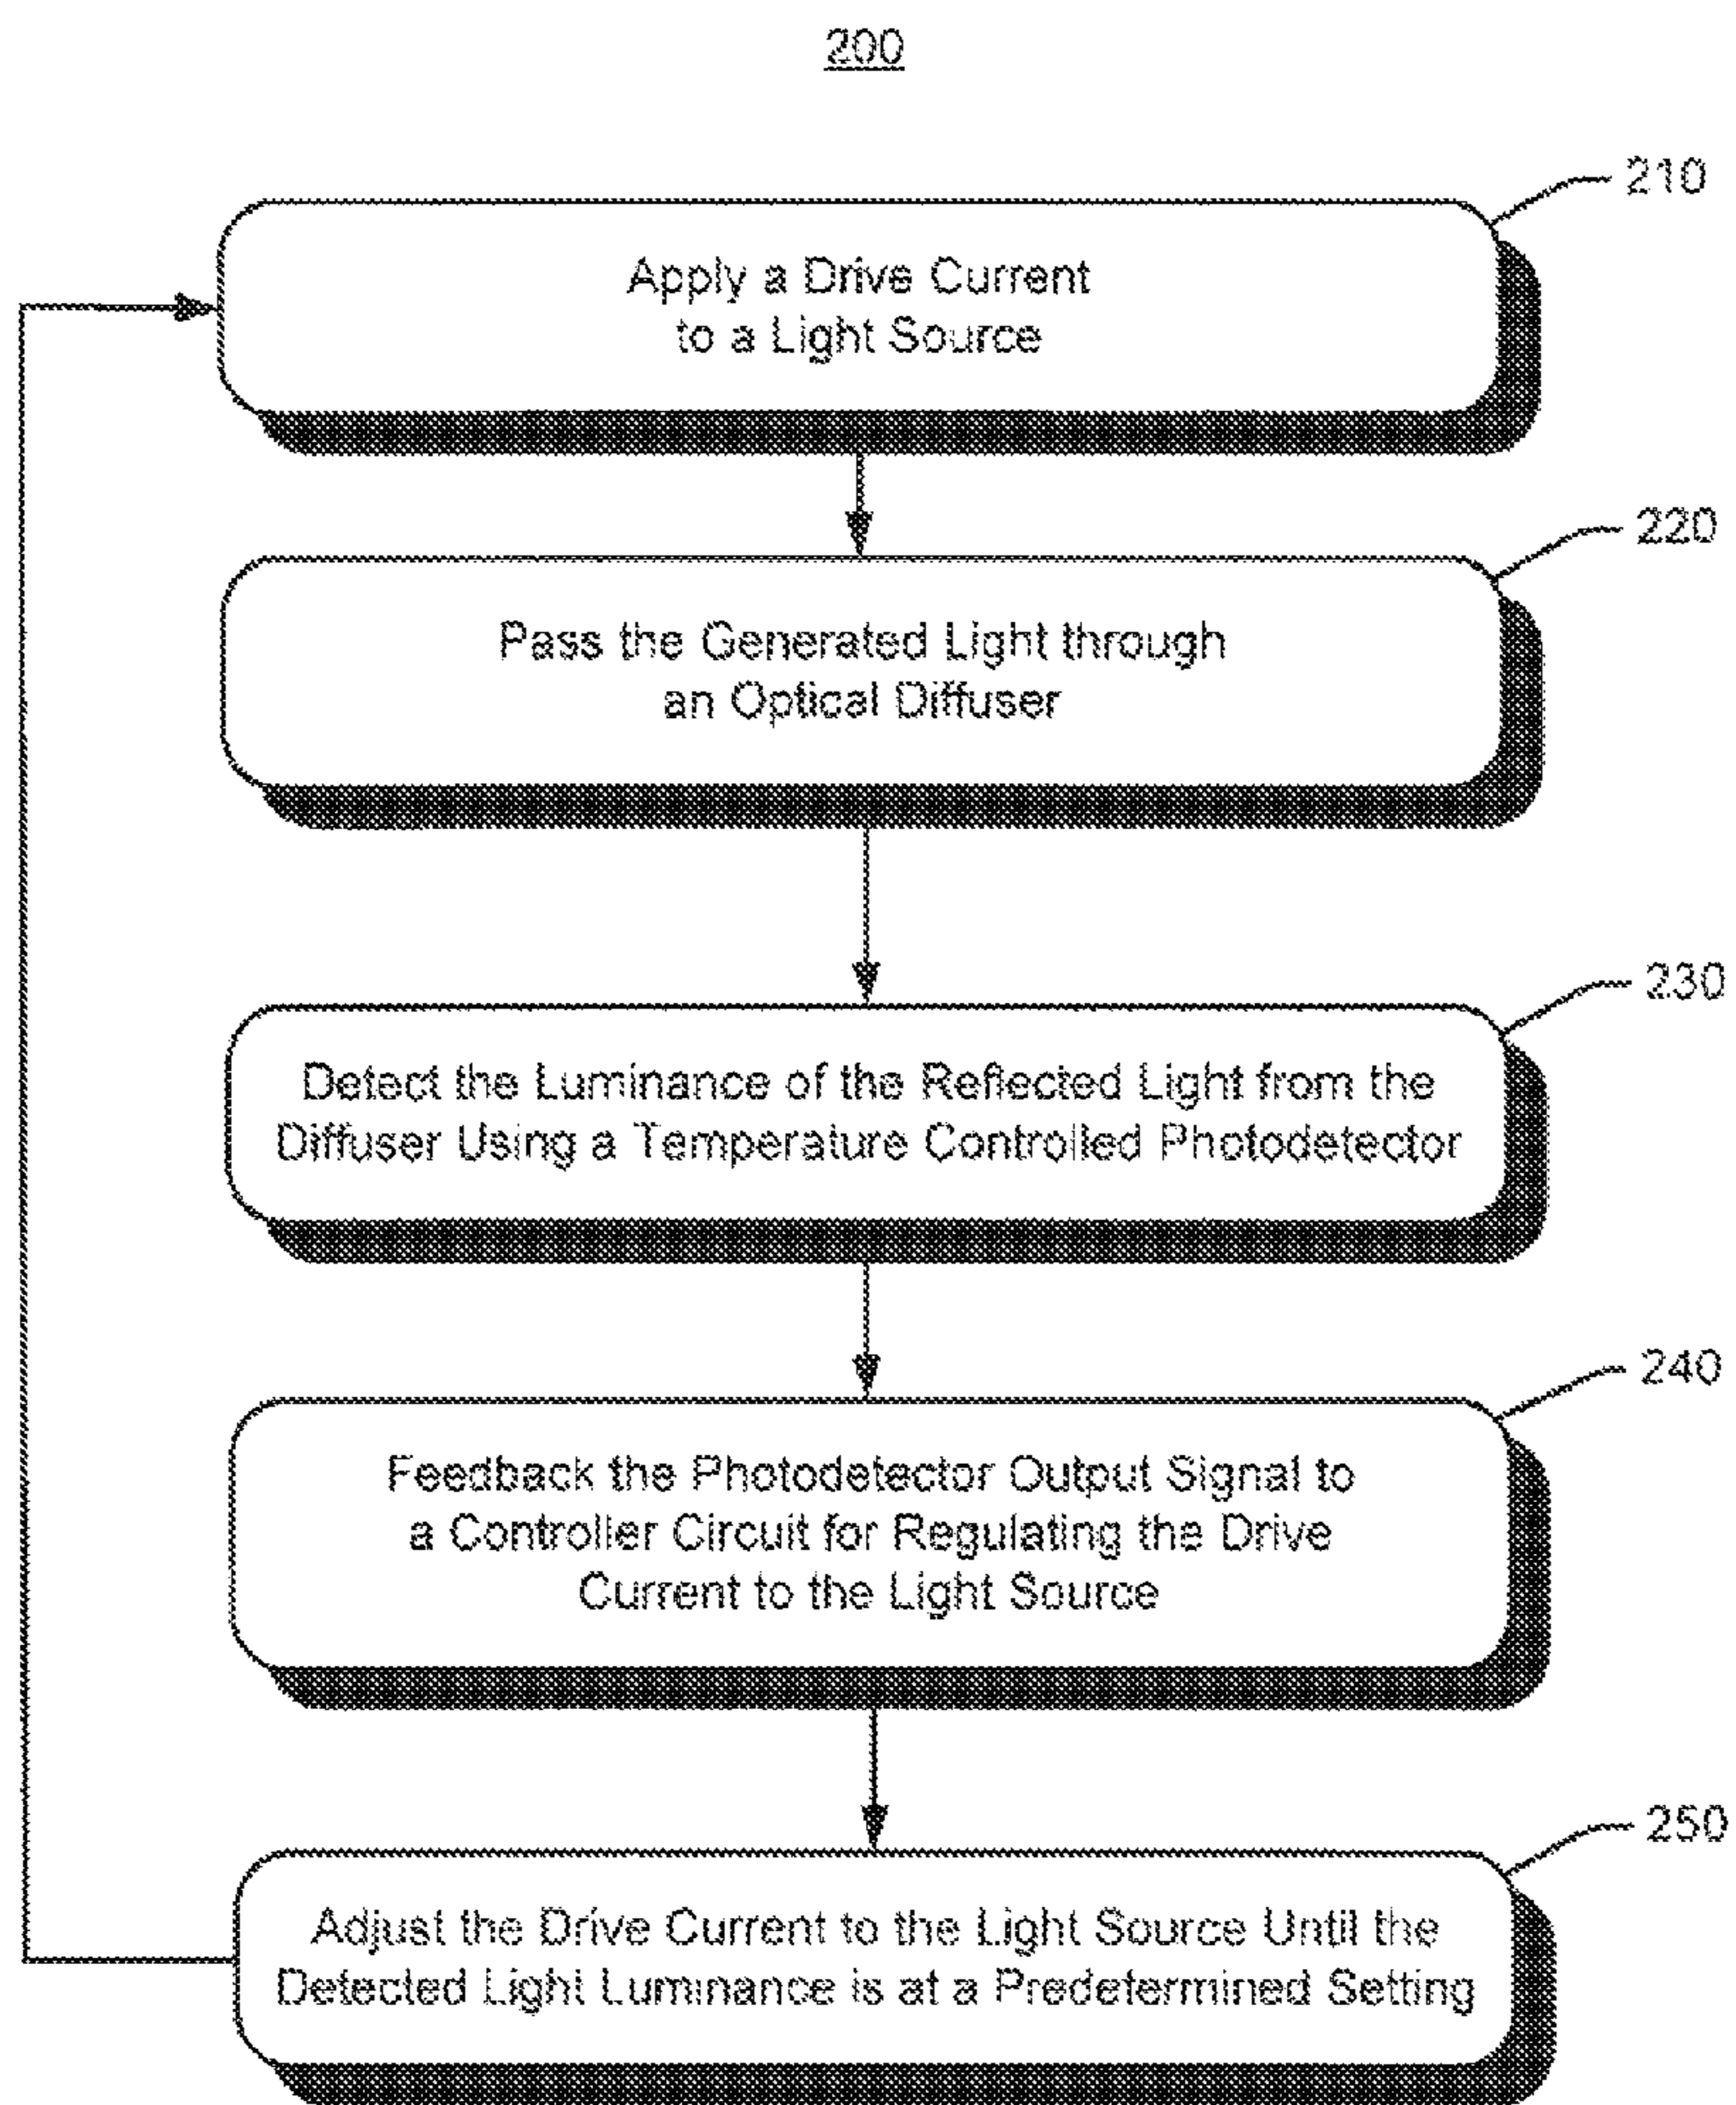 200
210
Apply a Drive Current
to a Light Source
220
Pass the Generated Light through
an Optical Diffuser
230
Detect the Luminance of the Reflected Light from the
Diffuser Using a Temperature Controlled Photodetector
240
Feedback the Photodetector Output Signal to
a Controller Circuit for Regulating the Drive
Current to the Light Source
250
Adjust the Drive Current to the Light Source Until the
Detected Light Luminance is at a Predetermined Setting